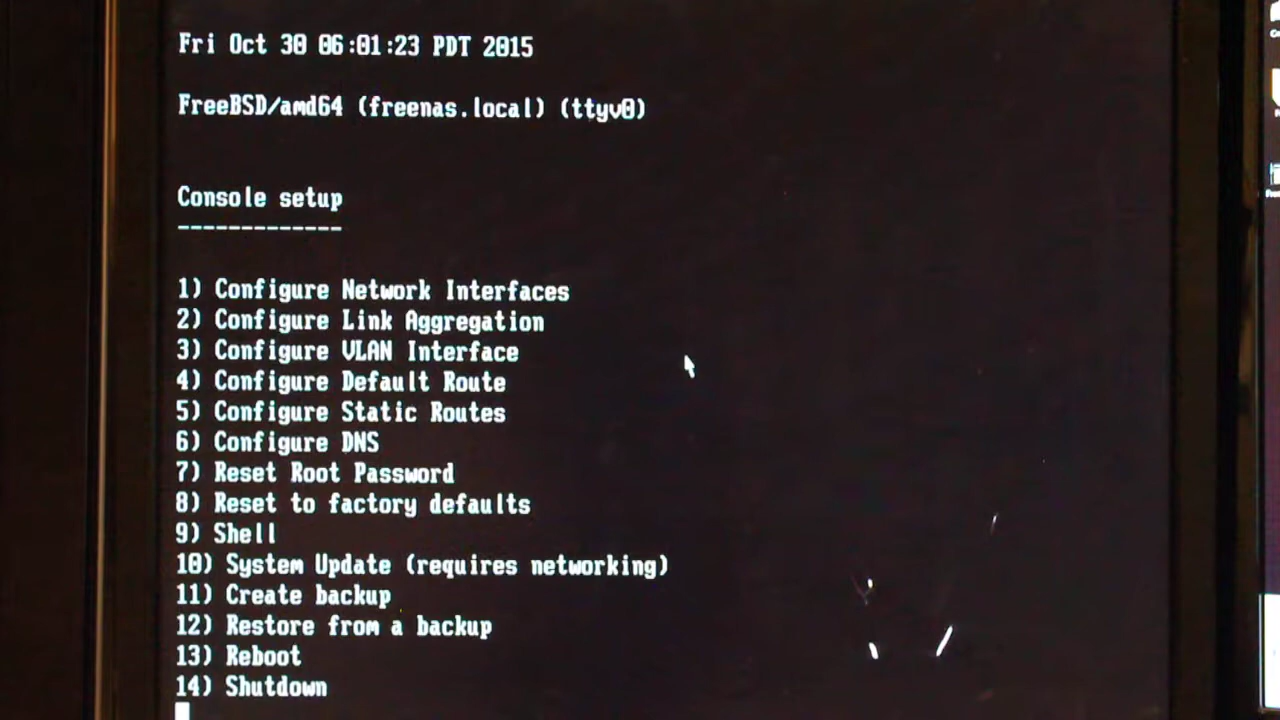 Fri Oct 30 06:01:23 PDT 2015
FreeBSD/amd64 (freenas.local) (ttyv0)
Console setup
-------------
1) Configure Network Interfaces
2) Configure Link Aggregation
3) Configure VLAN Interface
4) Configure Default Route
5) Configure Static Routes
6) Configure DNS
7) Reset Root Password
8) Reset to factory defaults
9) Shell
10) System Update (requires networking)
11) Create backup
12) Restore from a backup
13) Reboot
14) Shutdown